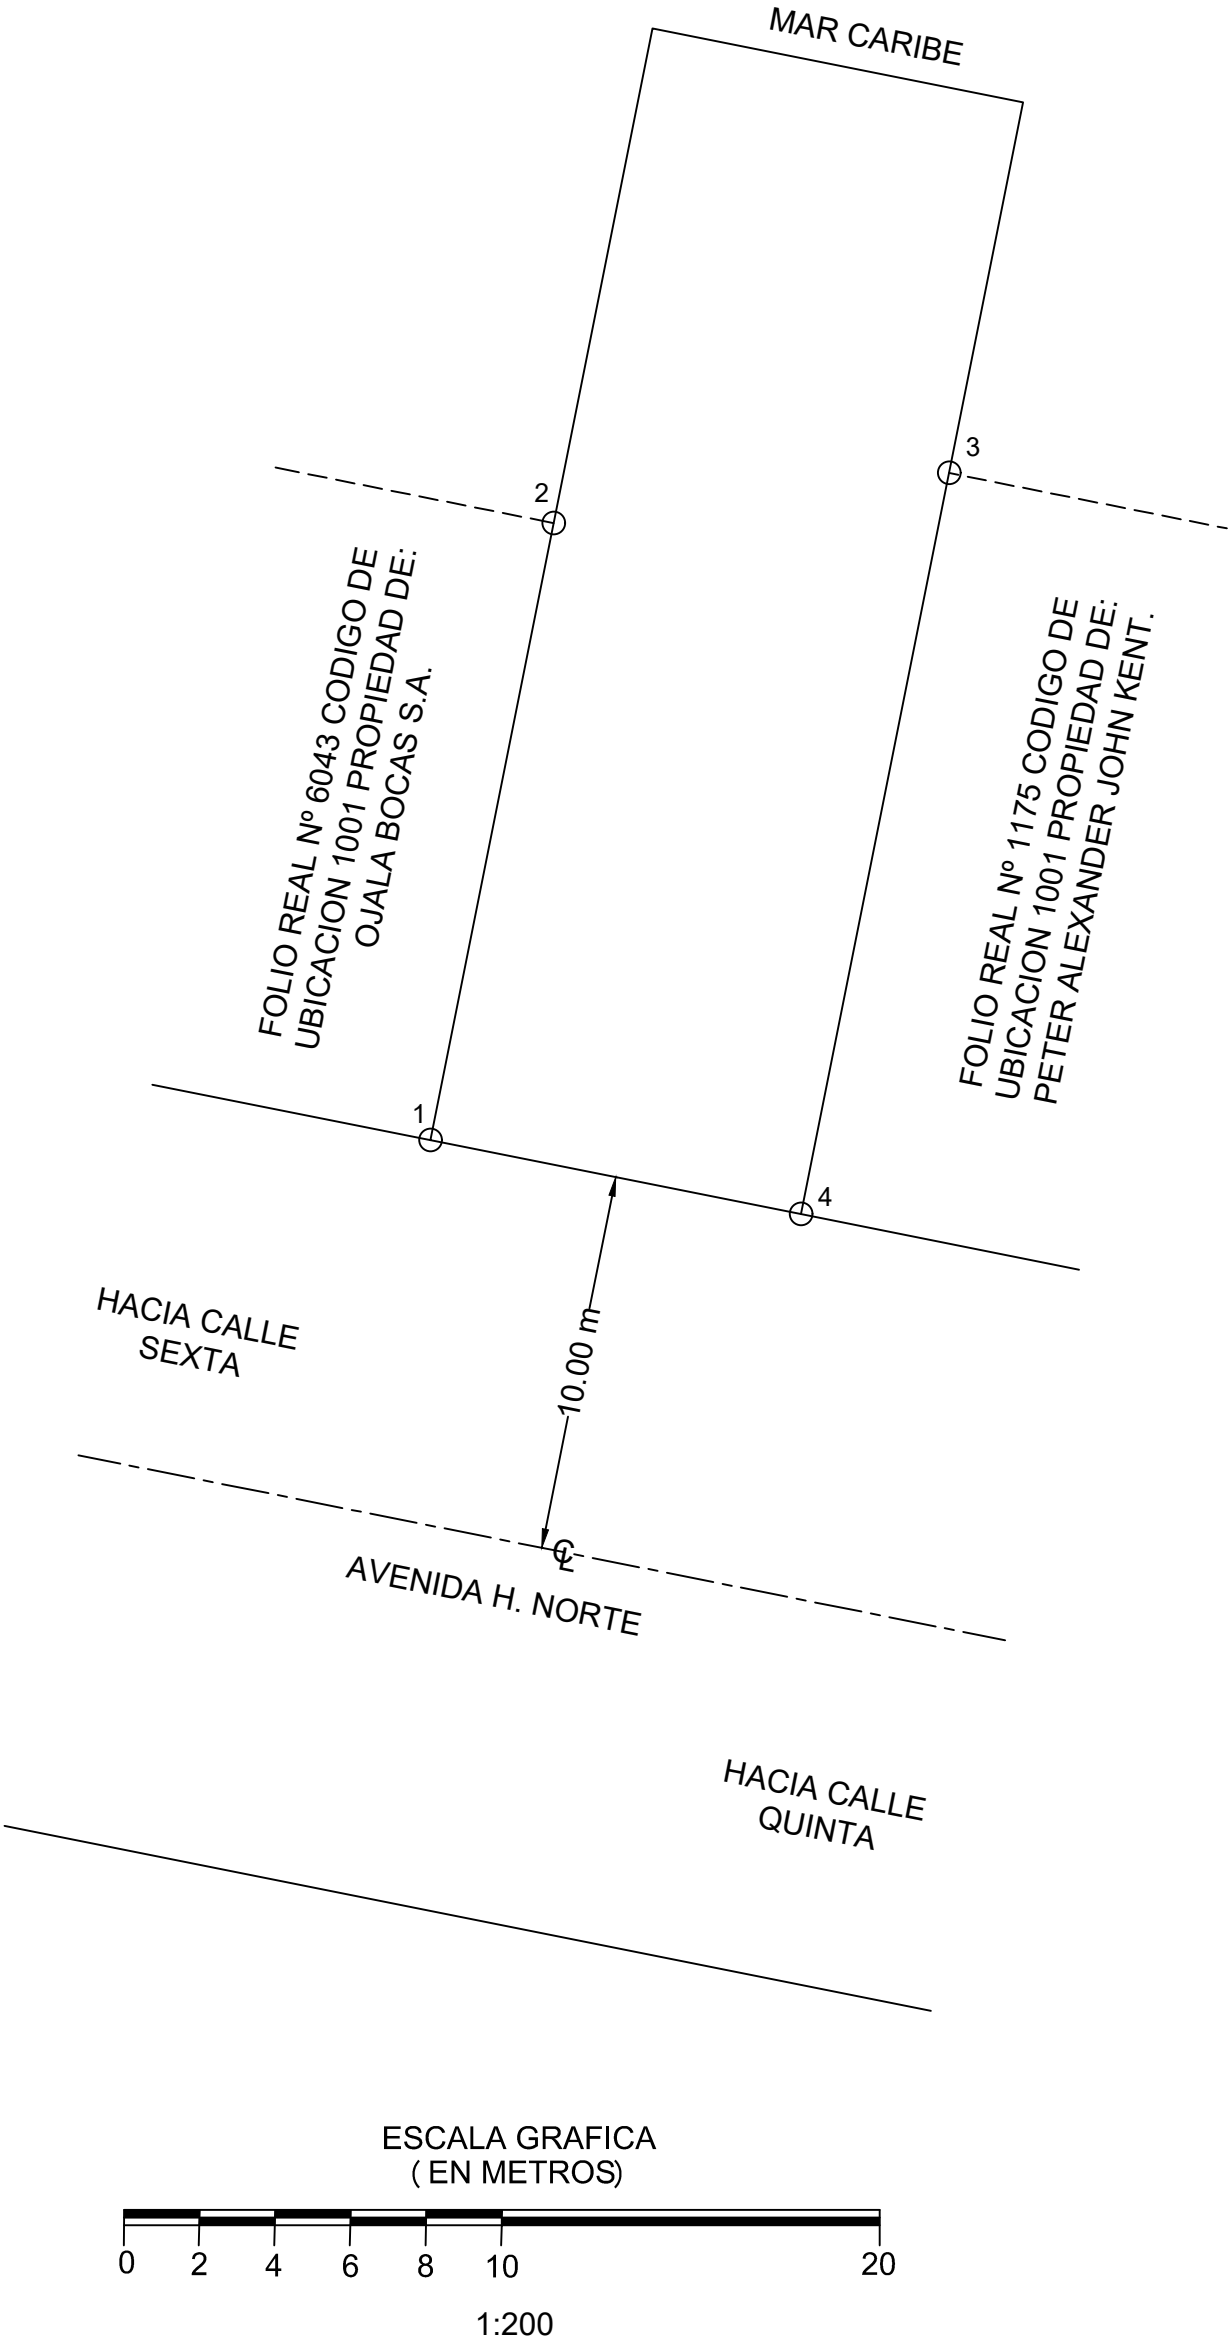 MAR CARIBE
3
2
FOLIO REAL Nº 6043 CODIGO DE
UBICACION 1001 PROPIEDAD DE:
OJALA BOCAS S.A.
FOLIO REAL Nº 1175 CODIGO DE
UBICACION 1001 PROPIEDAD DE:
PETER ALEXANDER JOHN KENT.
1
4
HACIA CALLE
SEXTA
10.00 m
℄
AVENIDA H. NORTE
HACIA CALLE
QUINTA
ESCALA GRAFICA
( EN METROS)
0 2 4 6 8 10 20
1:200